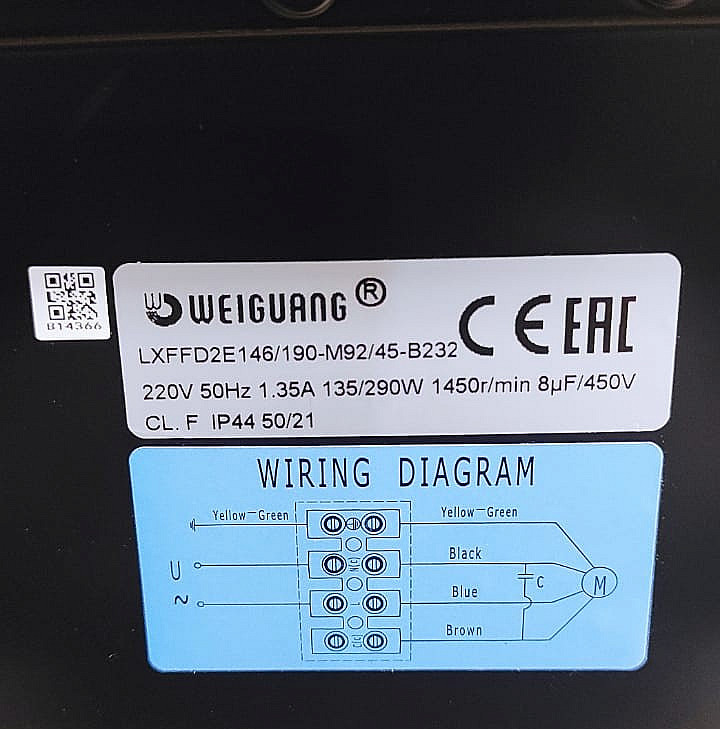 WEIGUANG®
LXFFD2E146/190-M92/45-B232 CE EAC
220V 50Hz 1.35A 135/290W 1450r/min 8μF/450V
CL. F IP44 50/21
B14366
WIRING DIAGRAM
Yellow-Green Yellow-Green
U Black
C M
~ Blue
Brown